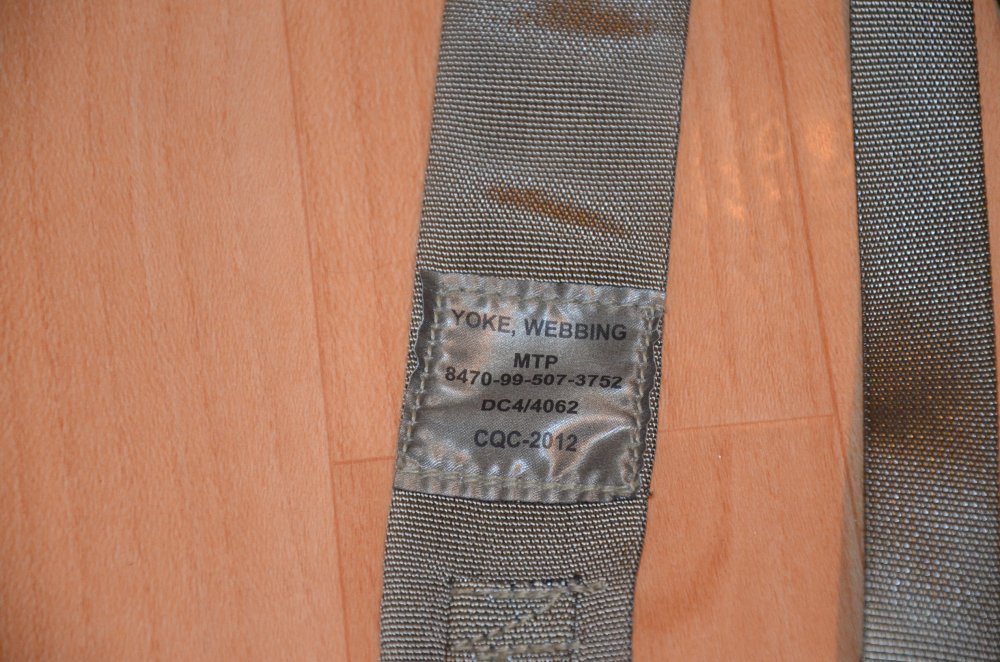 YOKE, WEBBING
MTP
8470-99-507-3752
DC4/4062
CQC-2012